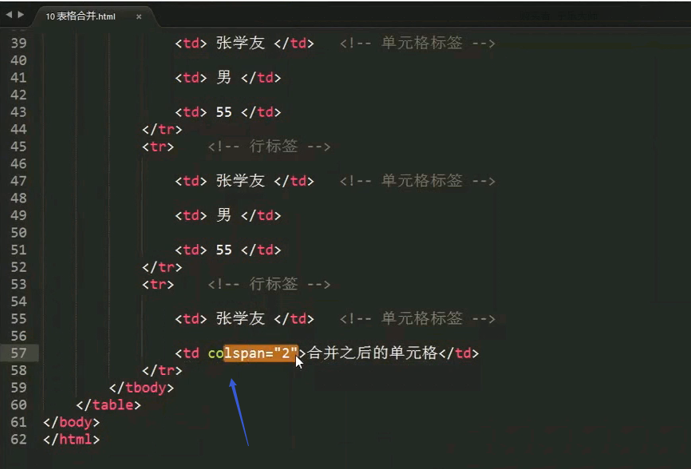 10 表格合并.html ×
39 <td> 张学友 </td> <!-- 单元格标签 -->
40
41 <td> 男 </td>
42
43 <td> 55 </td>
44 </tr>
45 <tr> <!-- 行标签 -->
46
47 <td> 张学友 </td> <!-- 单元格标签 -->
48
49 <td> 男 </td>
50
51 <td> 55 </td>
52 </tr>
53 <tr> <!-- 行标签 -->
54
55 <td> 张学友 </td> <!-- 单元格标签 -->
56
57 <td colspan="2">合并之后的单元格</td>
58 </tr>
59 </tbody>
60 </table>
61 </body>
62 </html>